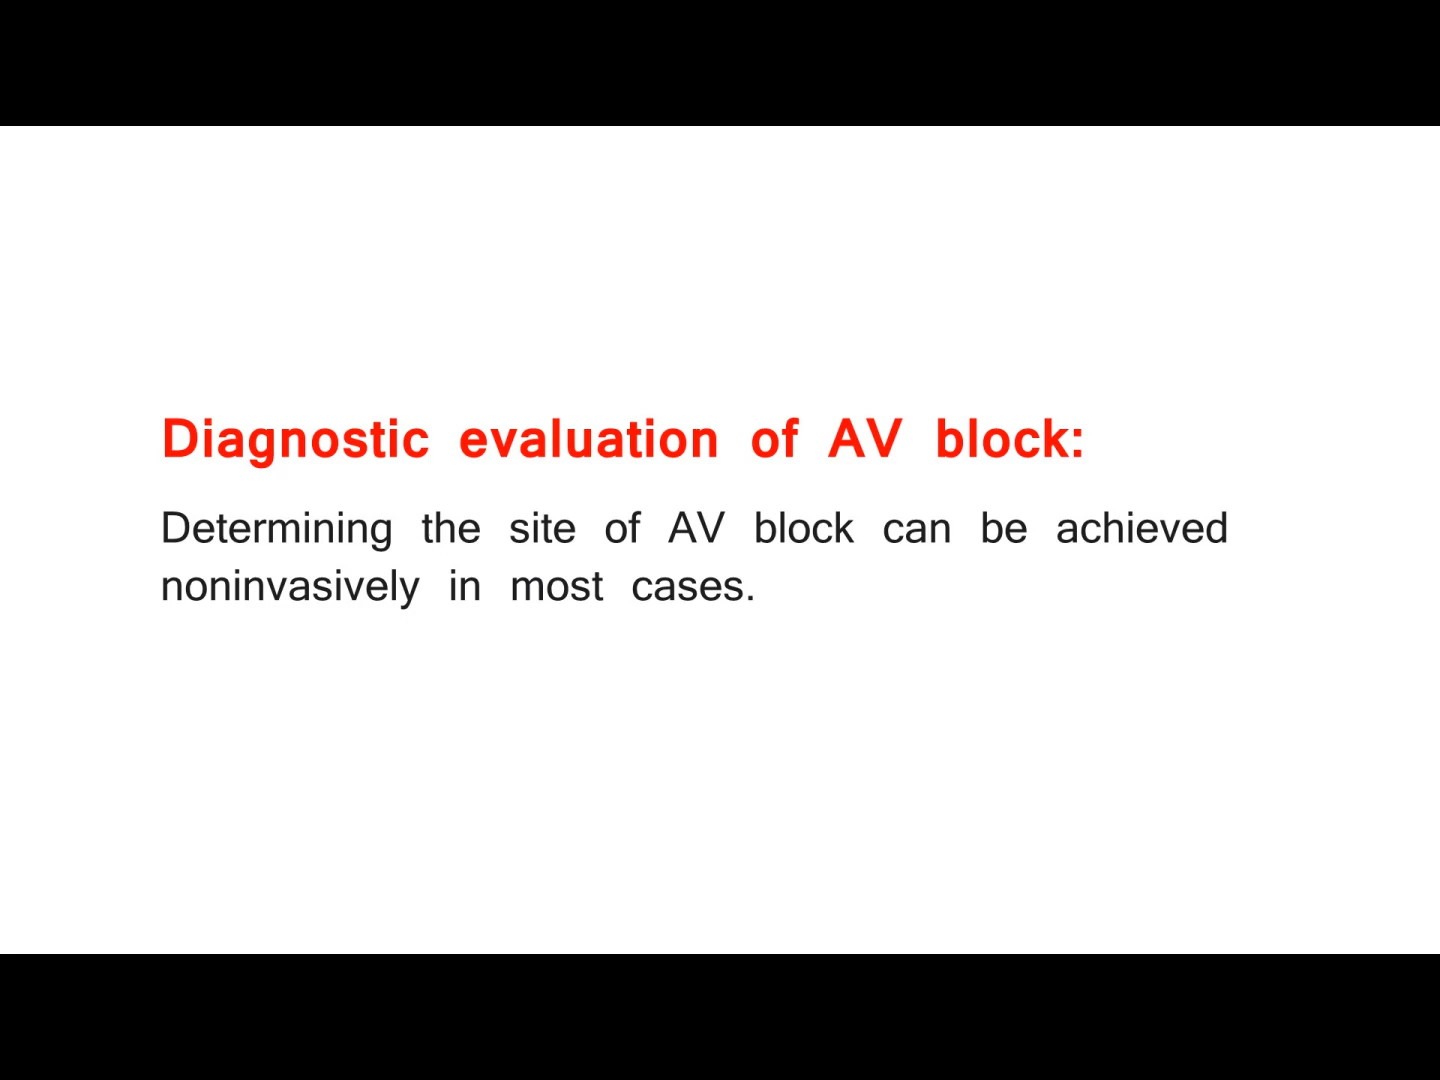 Diagnostic evaluation of AV block:
Determining the site of AV block can be achieved
noninvasively in most cases.